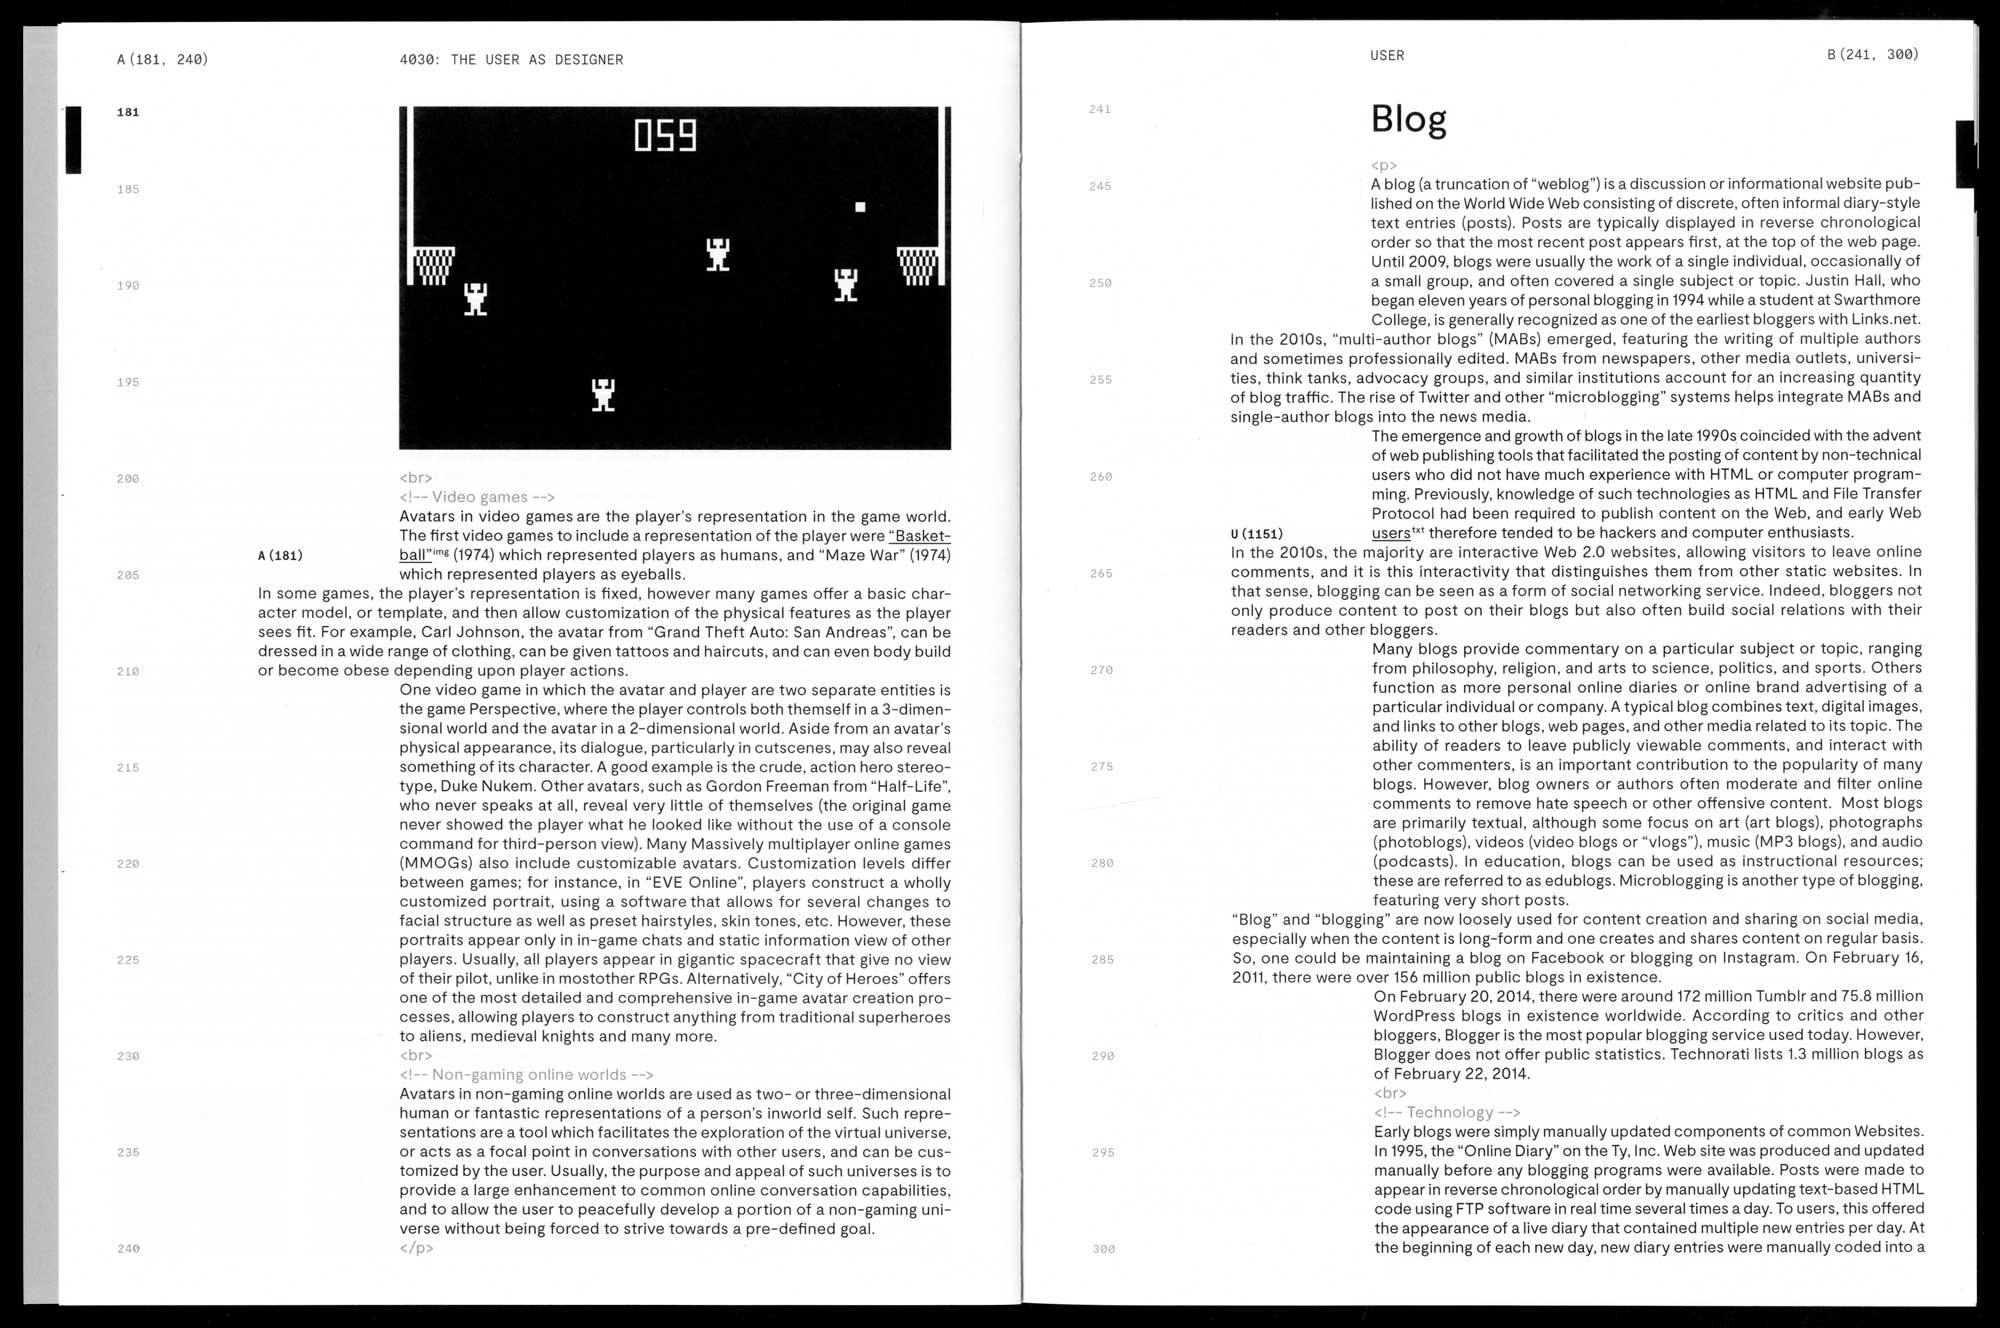 A (181, 240)
4030: THE USER AS DESIGNER
181
059
185
190
195
200
<br>
<!-- Video games -->
Avatars in video games are the player's representation in the game world.
The first video games to include a representation of the player were “Basket-
A (181)
ball”img (1974) which represented players as humans, and “Maze War” (1974)
205
which represented players as eyeballs.
In some games, the player's representation is fixed, however many games offer a basic char-
acter model, or template, and then allow customization of the physical features as the player
sees fit. For example, Carl Johnson, the avatar from “Grand Theft Auto: San Andreas”, can be
dressed in a wide range of clothing, can be given tattoos and haircuts, and can even body build
210
or become obese depending upon player actions.
One video game in which the avatar and player are two separate entities is
the game Perspective, where the player controls both themself in a 3-dimen-
sional world and the avatar in a 2-dimensional world. Aside from an avatar's
physical appearance, its dialogue, particularly in cutscenes, may also reveal
215
something of its character. A good example is the crude, action hero stereo-
type, Duke Nukem. Other avatars, such as Gordon Freeman from “Half-Life”,
who never speaks at all, reveal very little of themselves (the original game
never showed the player what he looked like without the use of a console
command for third-person view). Many Massively multiplayer online games
220
(MMOGs) also include customizable avatars. Customization levels differ
between games; for instance, in “EVE Online”, players construct a wholly
customized portrait, using a software that allows for several changes to
facial structure as well as preset hairstyles, skin tones, etc. However, these
portraits appear only in in-game chats and static information view of other
225
players. Usually, all players appear in gigantic spacecraft that give no view
of their pilot, unlike in mostother RPGs. Alternatively, “City of Heroes” offers
one of the most detailed and comprehensive in-game avatar creation pro-
cesses, allowing players to construct anything from traditional superheroes
to aliens, medieval knights and many more.
230
<br>
<!-- Non-gaming online worlds -->
Avatars in non-gaming online worlds are used as two- or three-dimensional
human or fantastic representations of a person's inworld self. Such repre-
sentations are a tool which facilitates the exploration of the virtual universe,
235
or acts as a focal point in conversations with other users, and can be cus-
tomized by the user. Usually, the purpose and appeal of such universes is to
provide a large enhancement to common online conversation capabilities,
and to allow the user to peacefully develop a portion of a non-gaming uni-
verse without being forced to strive towards a pre-defined goal.
240
</p>
USER
B (241, 300)
241
Blog
<p>
A blog (a truncation of “weblog”) is a discussion or informational website pub-
245
lished on the World Wide Web consisting of discrete, often informal diary-style
text entries (posts). Posts are typically displayed in reverse chronological
order so that the most recent post appears first, at the top of the web page.
Until 2009, blogs were usually the work of a single individual, occasionally of
250
a small group, and often covered a single subject or topic. Justin Hall, who
began eleven years of personal blogging in 1994 while a student at Swarthmore
College, is generally recognized as one of the earliest bloggers with Links.net.
In the 2010s, “multi-author blogs” (MABs) emerged, featuring the writing of multiple authors
and sometimes professionally edited. MABs from newspapers, other media outlets, universi-
255
ties, think tanks, advocacy groups, and similar institutions account for an increasing quantity
of blog traffic. The rise of Twitter and other “microblogging” systems helps integrate MABs and
single-author blogs into the news media.
The emergence and growth of blogs in the late 1990s coincided with the advent
of web publishing tools that facilitated the posting of content by non-technical
260
users who did not have much experience with HTML or computer program-
ming. Previously, knowledge of such technologies as HTML and File Transfer
Protocol had been required to publish content on the Web, and early Web
U (1151)
userstxt therefore tended to be hackers and computer enthusiasts.
In the 2010s, the majority are interactive Web 2.0 websites, allowing visitors to leave online
265
comments, and it is this interactivity that distinguishes them from other static websites. In
that sense, blogging can be seen as a form of social networking service. Indeed, bloggers not
only produce content to post on their blogs but also often build social relations with their
readers and other bloggers.
Many blogs provide commentary on a particular subject or topic, ranging
270
from philosophy, religion, and arts to science, politics, and sports. Others
function as more personal online diaries or online brand advertising of a
particular individual or company. A typical blog combines text, digital images,
and links to other blogs, web pages, and other media related to its topic. The
ability of readers to leave publicly viewable comments, and interact with
275
other commenters, is an important contribution to the popularity of many
blogs. However, blog owners or authors often moderate and filter online
comments to remove hate speech or other offensive content. Most blogs
are primarily textual, although some focus on art (art blogs), photographs
(photoblogs), videos (video blogs or “vlogs”), music (MP3 blogs), and audio
280
(podcasts). In education, blogs can be used as instructional resources;
these are referred to as edublogs. Microblogging is another type of blogging,
featuring very short posts.
“Blog” and “blogging” are now loosely used for content creation and sharing on social media,
especially when the content is long-form and one creates and shares content on regular basis.
285
So, one could be maintaining a blog on Facebook or blogging on Instagram. On February 16,
2011, there were over 156 million public blogs in existence.
On February 20, 2014, there were around 172 million Tumblr and 75.8 million
WordPress blogs in existence worldwide. According to critics and other
bloggers, Blogger is the most popular blogging service used today. However,
290
Blogger does not offer public statistics. Technorati lists 1.3 million blogs as
of February 22, 2014.
<br>
<!-- Technology -->
Early blogs were simply manually updated components of common Websites.
295
In 1995, the “Online Diary” on the Ty, Inc. Web site was produced and updated
manually before any blogging programs were available. Posts were made to
appear in reverse chronological order by manually updating text-based HTML
code using FTP software in real time several times a day. To users, this offered
the appearance of a live diary that contained multiple new entries per day. At
300
the beginning of each new day, new diary entries were manually coded into a